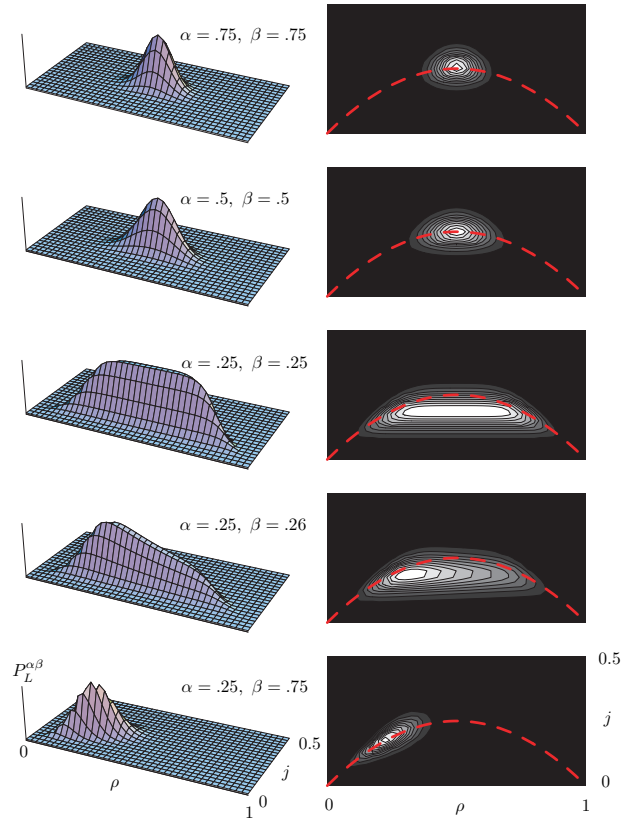 α = .75, β = .75
α = .5, β = .5
α = .25, β = .25
α = .25, β = .26
α = .25, β = .75
P_L^{αβ}
0
ρ
1
0
j
0.5
0.5
j
0
0
ρ
1